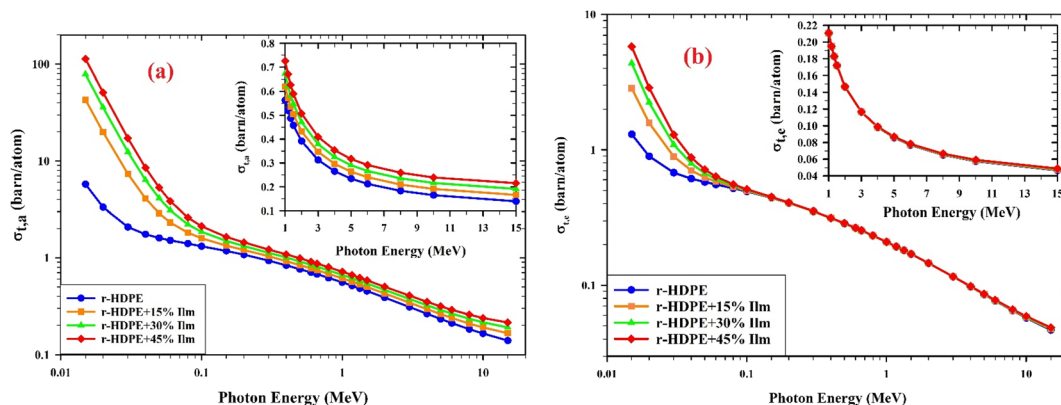 (a)
σt,a (barn/atom)
100
10
1
0.1
0.01
0.1
1
10
Photon Energy (MeV)
r-HDPE
r-HDPE+15% Ilm
r-HDPE+30% Ilm
r-HDPE+45% Ilm
σt,a (barn/atom)
0.8
0.7
0.6
0.5
0.4
0.3
0.2
0.1
1 3 5 7 9 11 13 15
Photon Energy (MeV)
(b)
σt,e (barn/atom)
10
1
0.1
0.01
0.1
1
10
Photon Energy (MeV)
r-HDPE
r-HDPE+15% Ilm
r-HDPE+30% Ilm
r-HDPE+45% Ilm
σt,e (barn/atom)
0.22
0.20
0.18
0.16
0.14
0.12
0.10
0.08
0.06
0.04
1 3 5 7 9 11 13 15
Photon Energy (MeV)